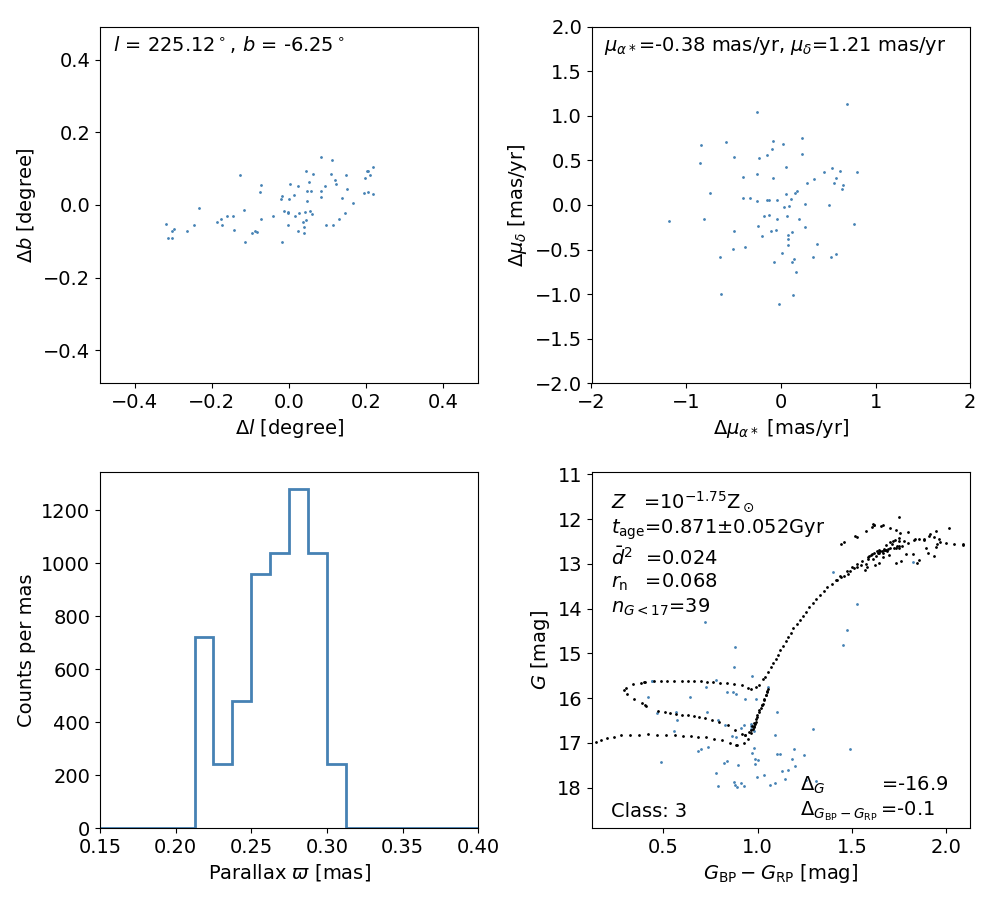 l = 225.12°, b = -6.25°
0.4
0.2
0.0
−0.2
−0.4
Δb [degree]
−0.4 −0.2 0.0 0.2 0.4
Δl [degree]
μα*=-0.38 mas/yr, μδ=1.21 mas/yr
2.0
1.5
1.0
0.5
0.0
−0.5
−1.0
−1.5
−2.0
Δμδ [mas/yr]
−2 −1 0 1 2
Δμα* [mas/yr]
1200
1000
800
600
400
200
0
Counts per mas
0.15 0.20 0.25 0.30 0.35 0.40
Parallax ϖ [mas]
11
12
13
14
15
16
17
18
G [mag]
Z =10^−1.75Z⊙
tage=0.871±0.052Gyr
d̄² =0.024
rn =0.068
nG<17=39
ΔG =-16.9
ΔGBP−GRP=-0.1
Class: 3
0.5 1.0 1.5 2.0
GBP − GRP [mag]